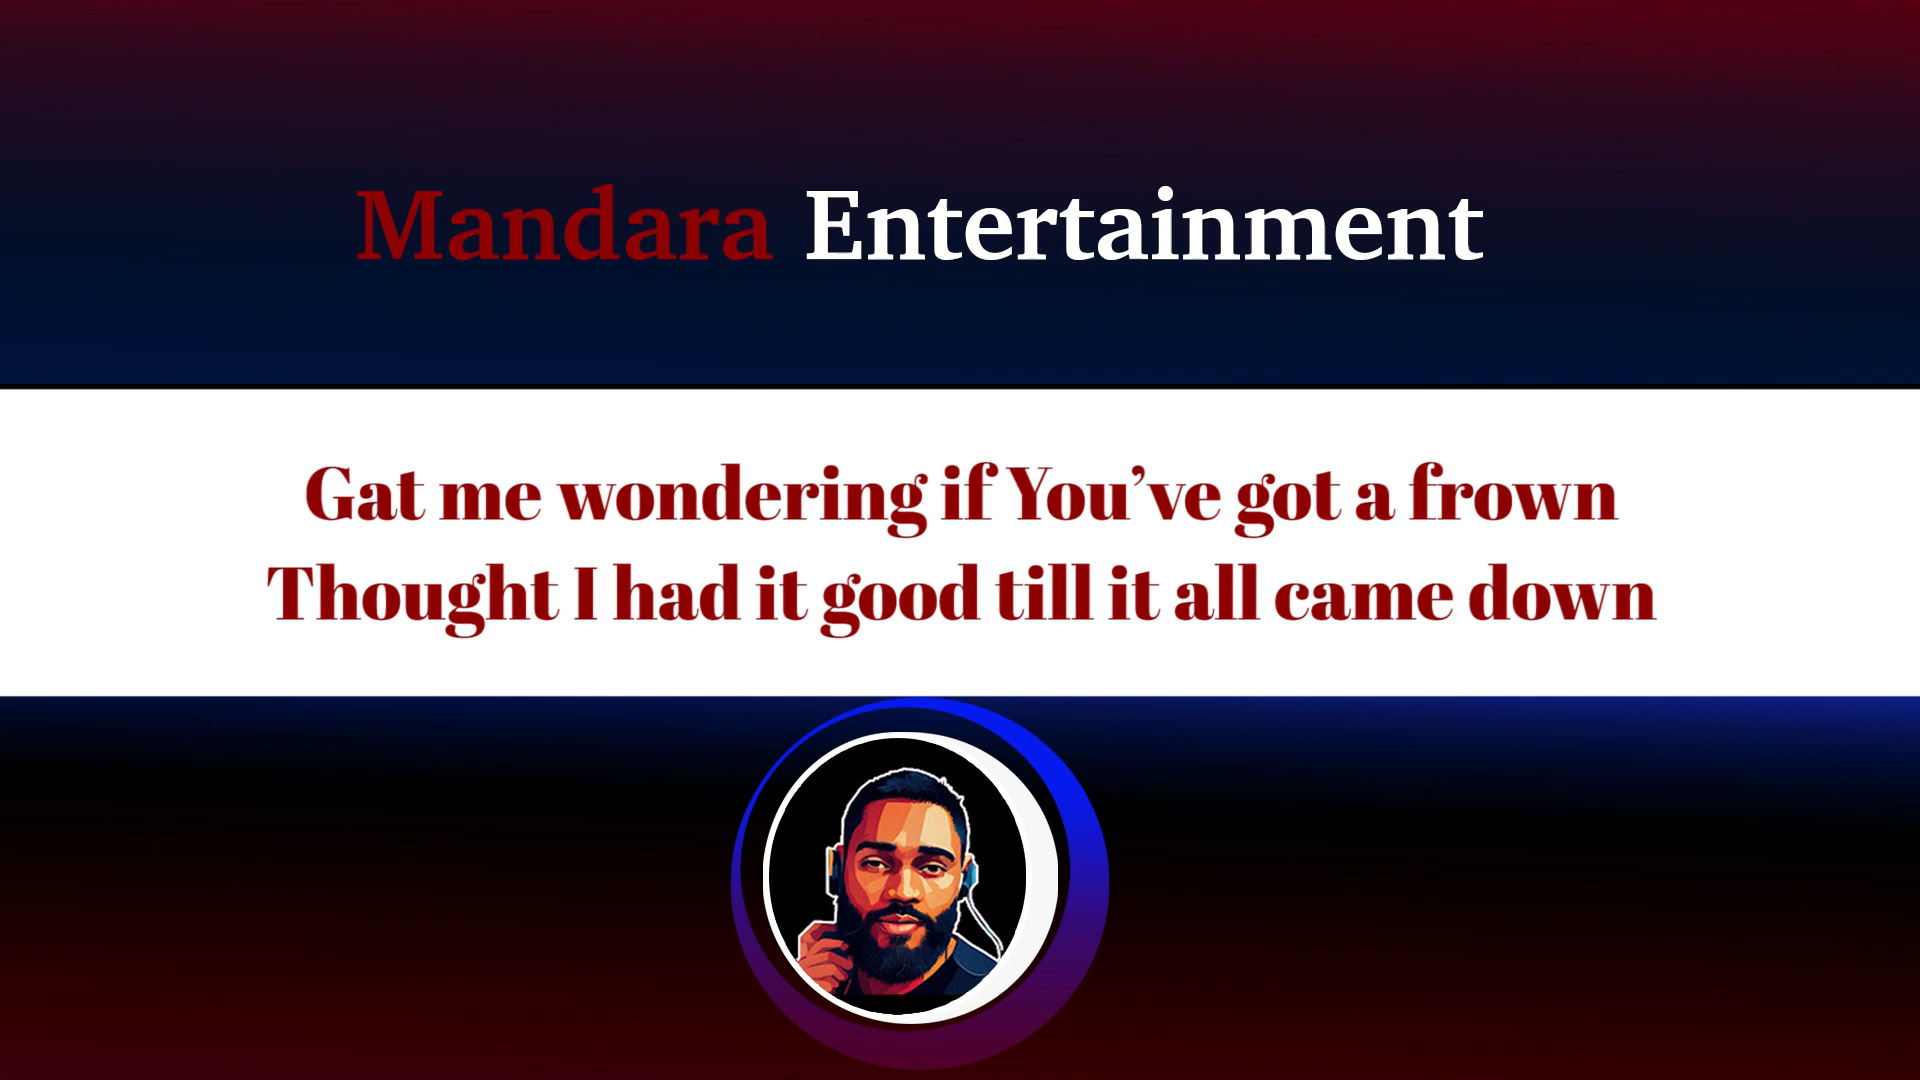 Mandara Entertainment
Gat me wondering if You’ve got a frown
Thought I had it good till it all came down